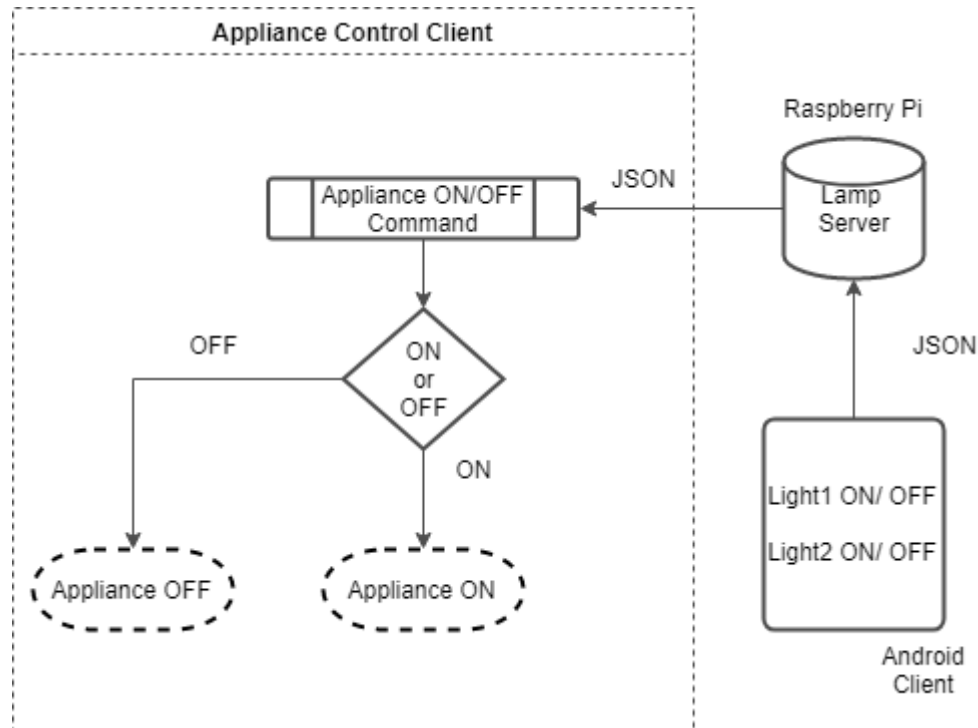 Appliance Control Client
Raspberry Pi
JSON
Lamp
Server
Appliance ON/OFF
Command
OFF
ON
or
OFF
JSON
ON
Light1 ON/ OFF
Light2 ON/ OFF
Appliance OFF
Appliance ON
Android
Client